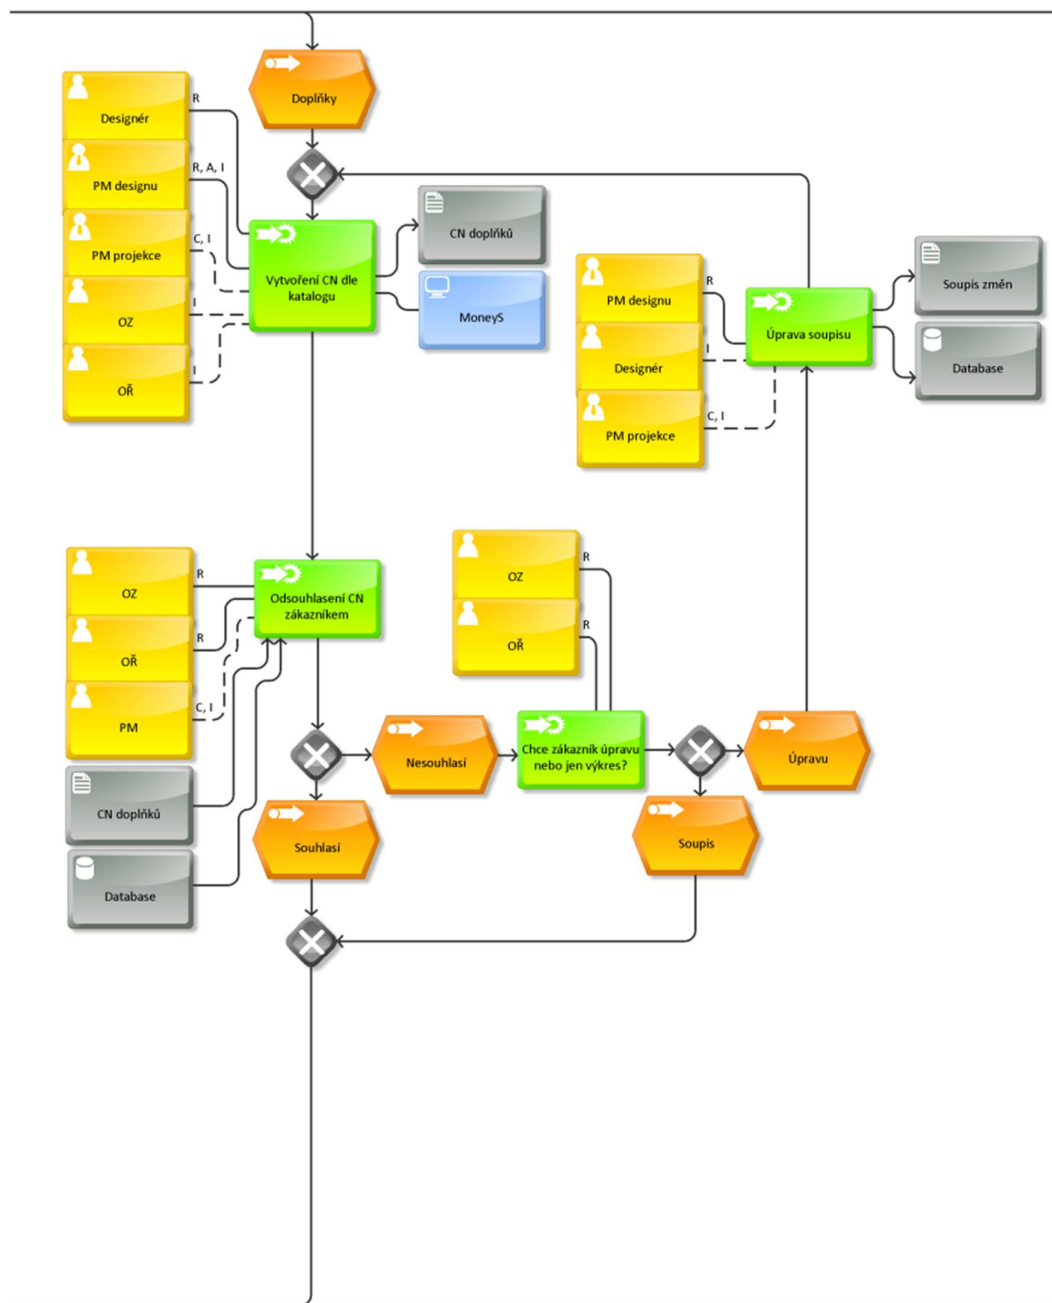 Doplňky
Designér
R
PM designu
R, A, I
PM projekce
C, I
OZ
I
OŘ
I
Vytvoření CN dle
katalogu
CN doplňků
MoneyS
PM designu
R
Designér
I
PM projekce
C, I
Úprava soupisu
Soupis změn
Database
OZ
R
OŘ
R
PM
C, I
CN doplňků
Database
Odsouhlasení CN
zákazníkem
OZ
R
OŘ
R
Nesouhlasí
Chce zákazník úpravu
nebo jen výkres?
Úpravu
Souhlasí
Soupis